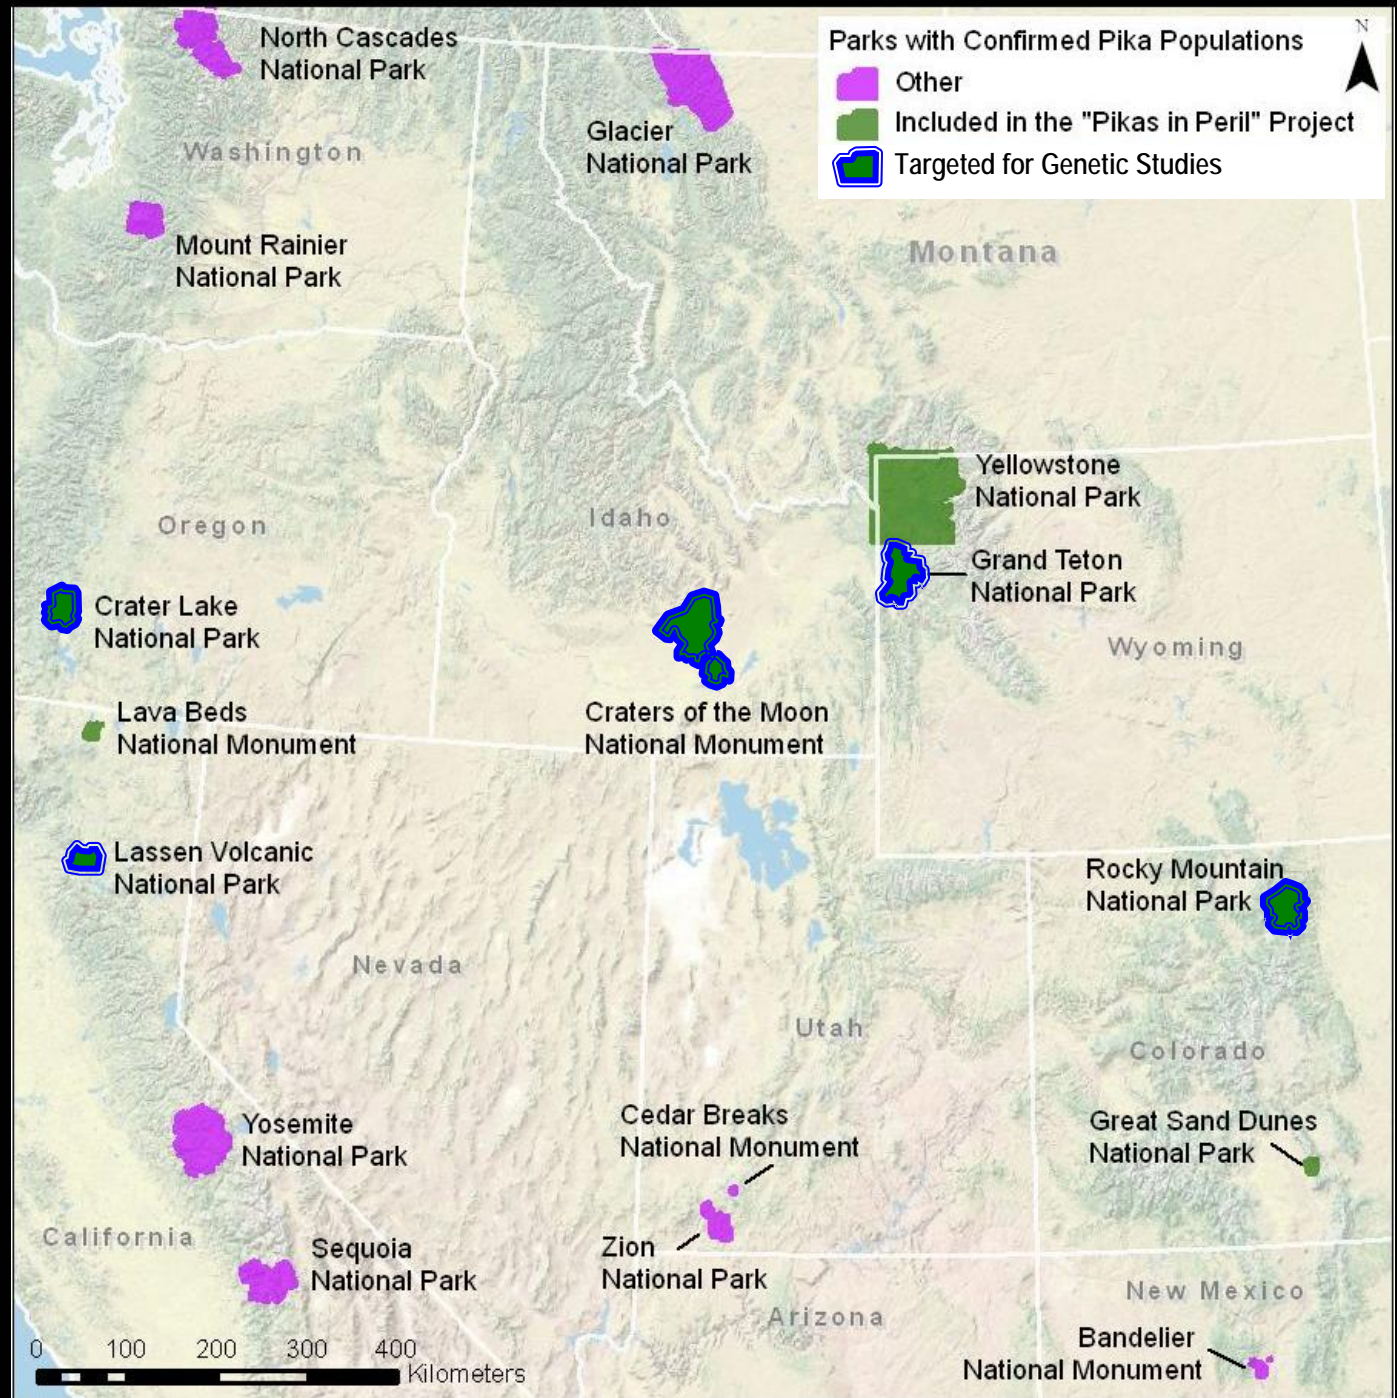 North Cascades
National Park
Parks with Confirmed Pika Populations
Other
Included in the "Pikas in Peril" Project
Targeted for Genetic Studies
N
Glacier
National Park
Washington
Mount Rainier
National Park
Montana
Yellowstone
National Park
Oregon
Idaho
Grand Teton
National Park
Crater Lake
National Park
Wyoming
Lava Beds
National Monument
Craters of the Moon
National Monument
Lassen Volcanic
National Park
Rocky Mountain
National Park
Nevada
Utah
Colorado
Yosemite
National Park
Cedar Breaks
National Monument
Great Sand Dunes
National Park
California
Sequoia
National Park
Zion
National Park
Arizona
New Mexico
Bandelier
National Monument
0 100 200 300 400
Kilometers